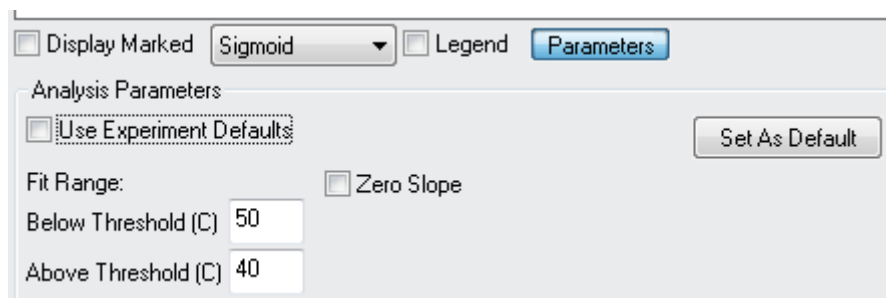 Display Marked Sigmoid Legend Parameters
Analysis Parameters
Use Experiment Defaults Set As Default
Fit Range: Zero Slope
Below Threshold (C) 50
Above Threshold (C) 40